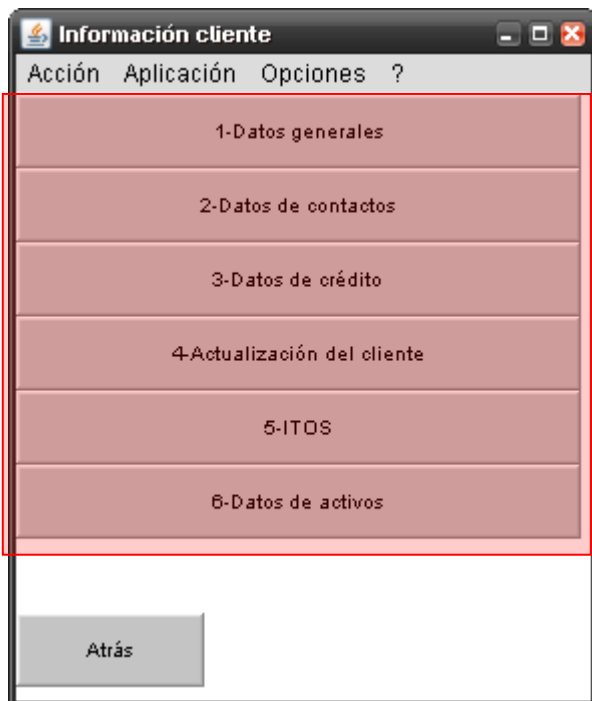 Información cliente
Acción Aplicación Opciones ?
1-Datos generales
2-Datos de contactos
3-Datos de crédito
4-Actualización del cliente
5-ITOS
6-Datos de activos
Atrás